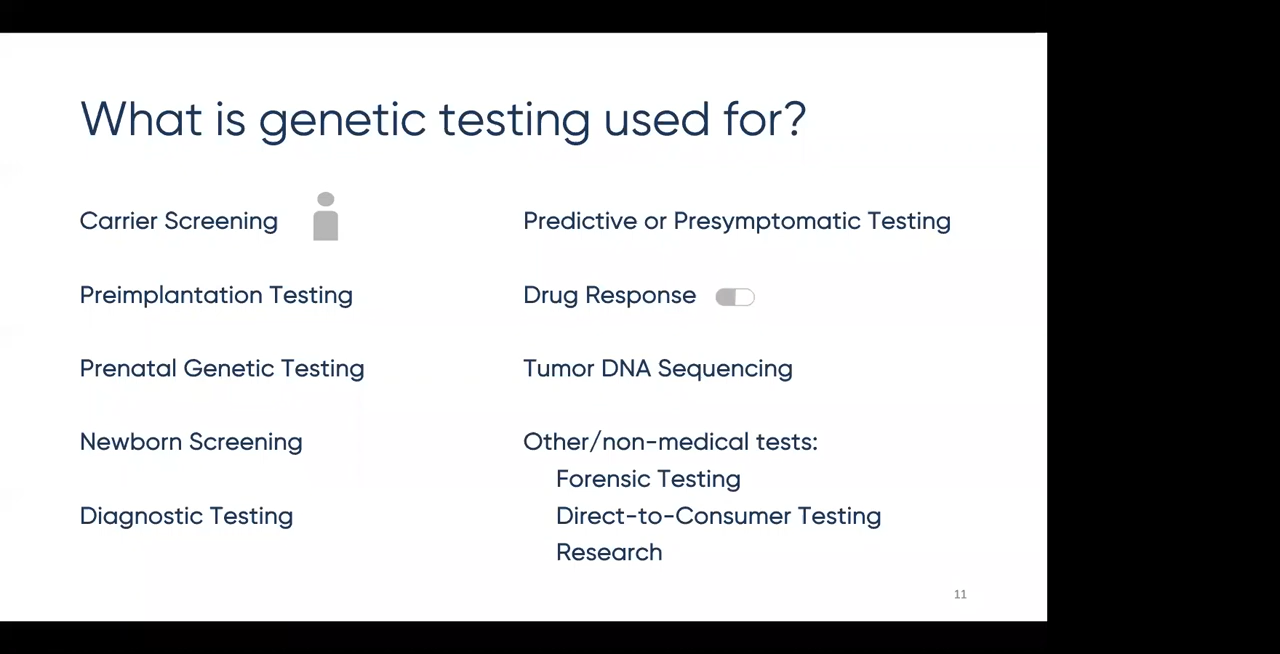 What is genetic testing used for?
Carrier Screening
Preimplantation Testing
Prenatal Genetic Testing
Newborn Screening
Diagnostic Testing
Predictive or Presymptomatic Testing
Drug Response
Tumor DNA Sequencing
Other/non-medical tests:
Forensic Testing
Direct-to-Consumer Testing
Research
11